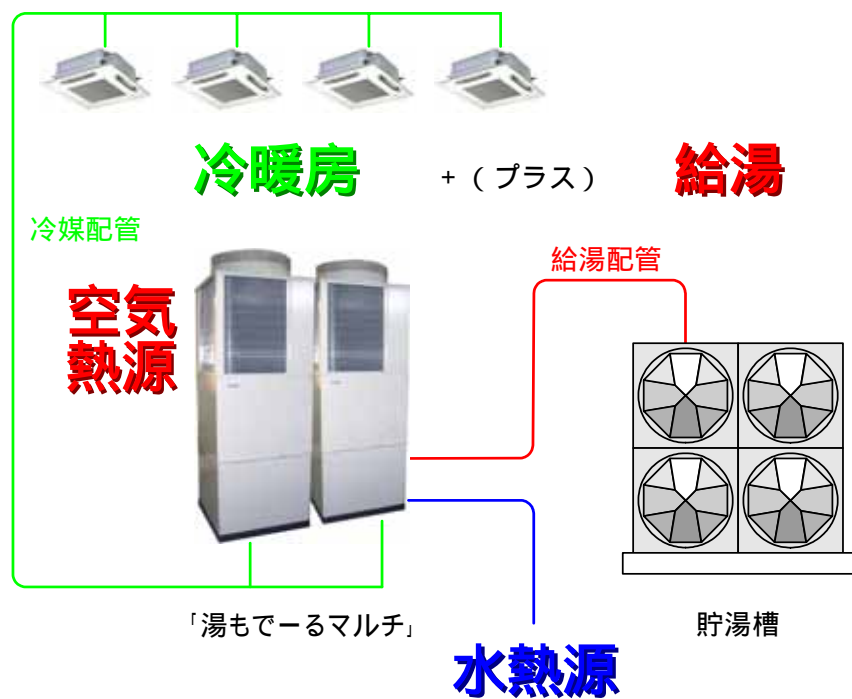 冷暖房
+（プラス）
給湯
冷媒配管
給湯配管
空気
熱源
「湯もでーるマルチ」
貯湯槽
水熱源